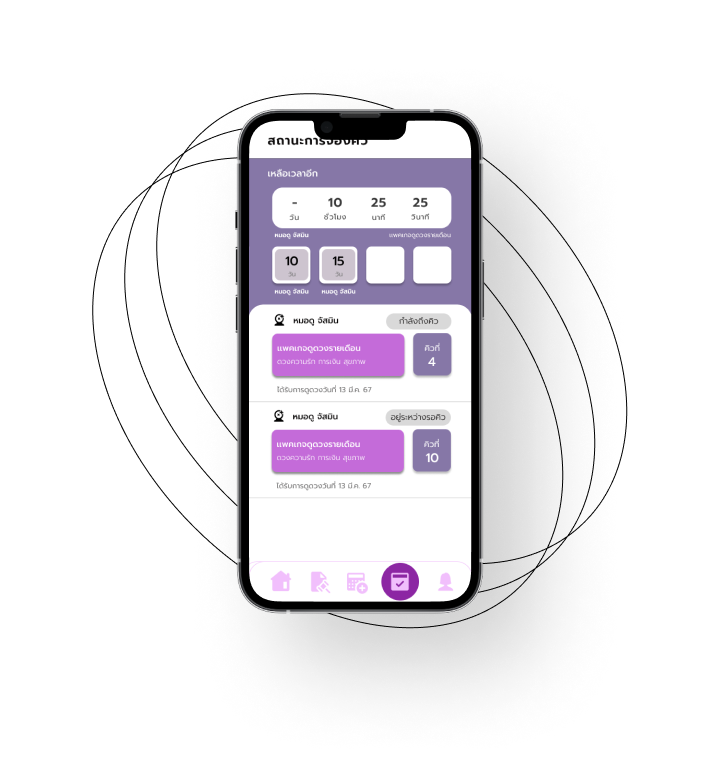 สถานะการจองคิว
เหลือเวลาอีก
- 10 25 25
วัน ชั่วโมง นาที วินาที
หมอดู จัสมิน แพคเกจดูดวงรายเดือน
10 15
วัน วัน
หมอดู จัสมิน หมอดู จัสมิน
หมอดู จัสมิน กำลังถึงคิว
แพคเกจดูดวงรายเดือน คิวที่
ดวงความรัก การเงิน สุขภาพ 4
ได้รับการดูดวงวันที่ 13 มี.ค. 67
หมอดู จัสมิน อยู่ระหว่างรอคิว
แพคเกจดูดวงรายเดือน คิวที่
ดวงความรัก การเงิน สุขภาพ 10
ได้รับการดูดวงวันที่ 13 มี.ค. 67